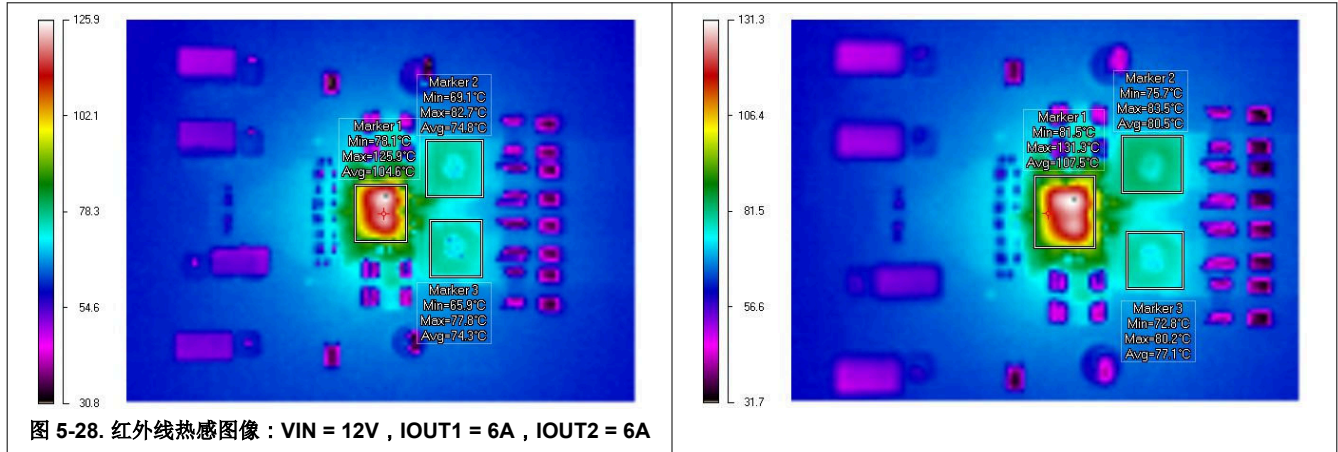 125.9
102.1
78.3
54.6
30.8
Marker 2
Min=69.1°C
Max=82.7°C
Avg=74.8°C
Marker 1
Min=78.1°C
Max=125.9°C
Avg=104.6°C
Marker 3
Min=65.9°C
Max=77.8°C
Avg=74.3°C
图 5-28. 红外线热感图像：VIN = 12V，IOUT1 = 6A，IOUT2 = 6A
131.3
106.4
81.5
56.6
31.7
Marker 2
Min=75.7°C
Max=83.5°C
Avg=80.5°C
Marker 1
Min=81.5°C
Max=131.3°C
Avg=107.5°C
Marker 3
Min=72.8°C
Max=80.2°C
Avg=77.1°C